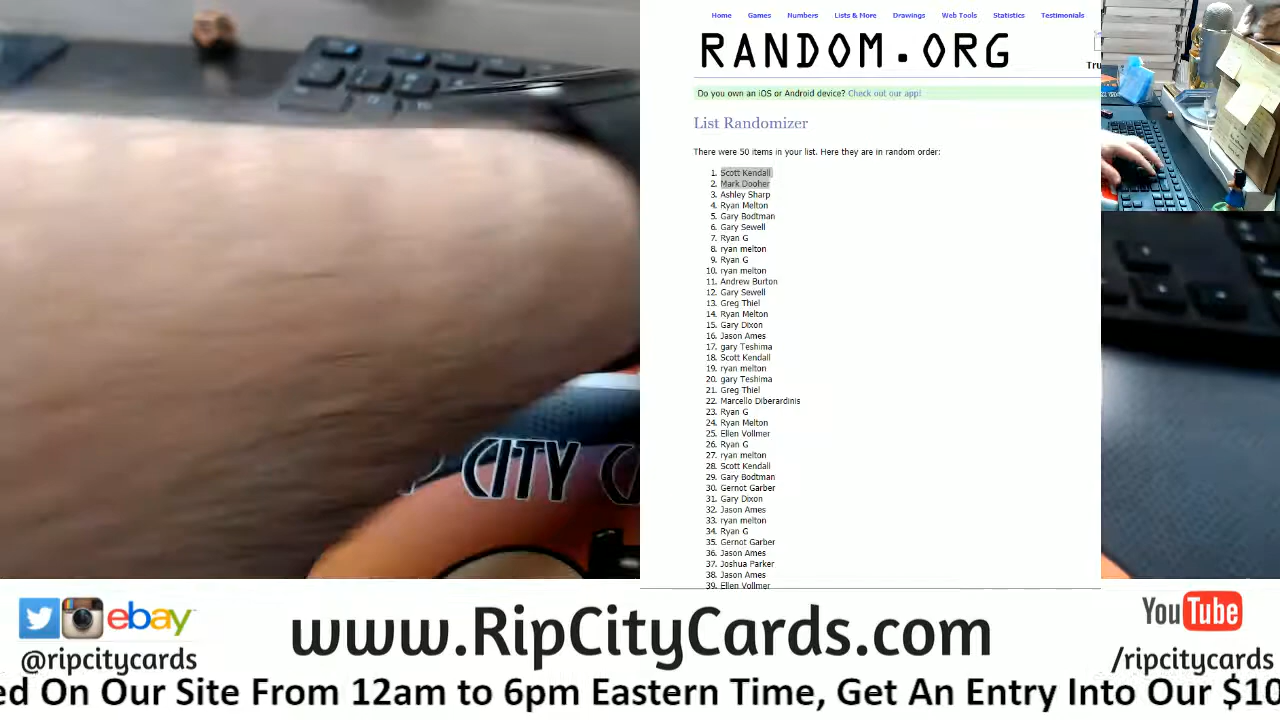 Home Games Numbers Lists & More Drawings Web Tools Statistics Testimonials
RANDOM.ORG
Tru
Do you own an iOS or Android device? Check out our app!
List Randomizer
There were 50 items in your list. Here they are in random order:
1. Scott Kendall
2. Mark Dooher
3. Ashley Sharp
4. Ryan Melton
5. Gary Bodtman
6. Gary Sewell
7. Ryan G
8. ryan melton
9. Ryan G
10. ryan melton
11. Andrew Burton
12. Gary Sewell
13. Greg Thiel
14. Ryan Melton
15. Gary Dixon
16. Jason Ames
17. gary Teshima
18. Scott Kendall
19. ryan melton
20. gary Teshima
21. Greg Thiel
22. Marcello Diberardinis
23. Ryan G
24. Ryan Melton
25. Ellen Vollmer
26. Ryan G
27. ryan melton
28. Scott Kendall
29. Gary Bodtman
30. Gernot Garber
31. Gary Dixon
32. Jason Ames
33. ryan melton
34. Ryan G
35. Gernot Garber
36. Jason Ames
37. Joshua Parker
38. Jason Ames
39. Ellen Vollmer
P CITY C
ebay
@ripcitycards
www.RipCityCards.com
YouTube
/ripcitycards
ed On Our Site From 12am to 6pm Eastern Time, Get An Entry Into Our $10